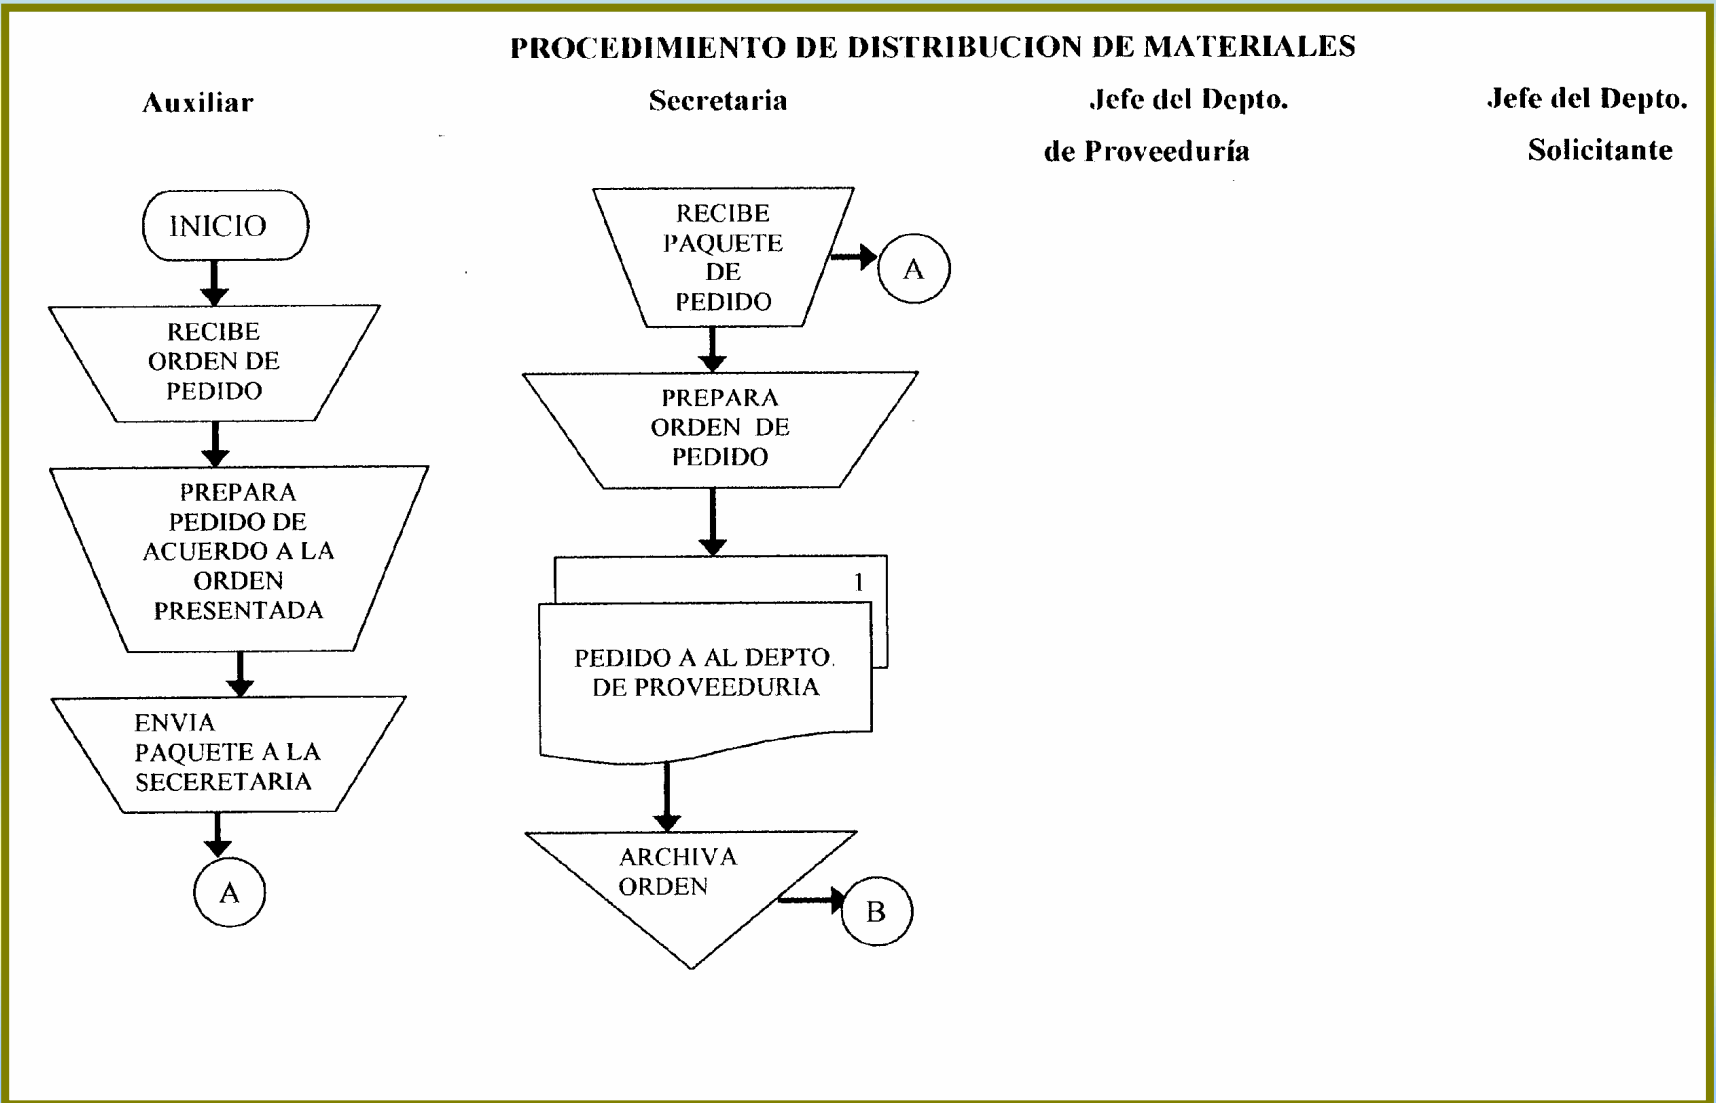 PROCEDIMIENTO DE DISTRIBUCION DE MATERIALES
Auxiliar
Secretaria
Jefe del Depto.
de Proveeduría
Jefe del Depto.
Solicitante
INICIO
RECIBE
ORDEN DE
PEDIDO
PREPARA
PEDIDO DE
ACUERDO A LA
ORDEN
PRESENTADA
ENVIA
PAQUETE A LA
SECERETARIA
A
RECIBE
PAQUETE
DE
PEDIDO
A
PREPARA
ORDEN DE
PEDIDO
1
PEDIDO A AL DEPTO.
DE PROVEEDURIA
ARCHIVA
ORDEN
B